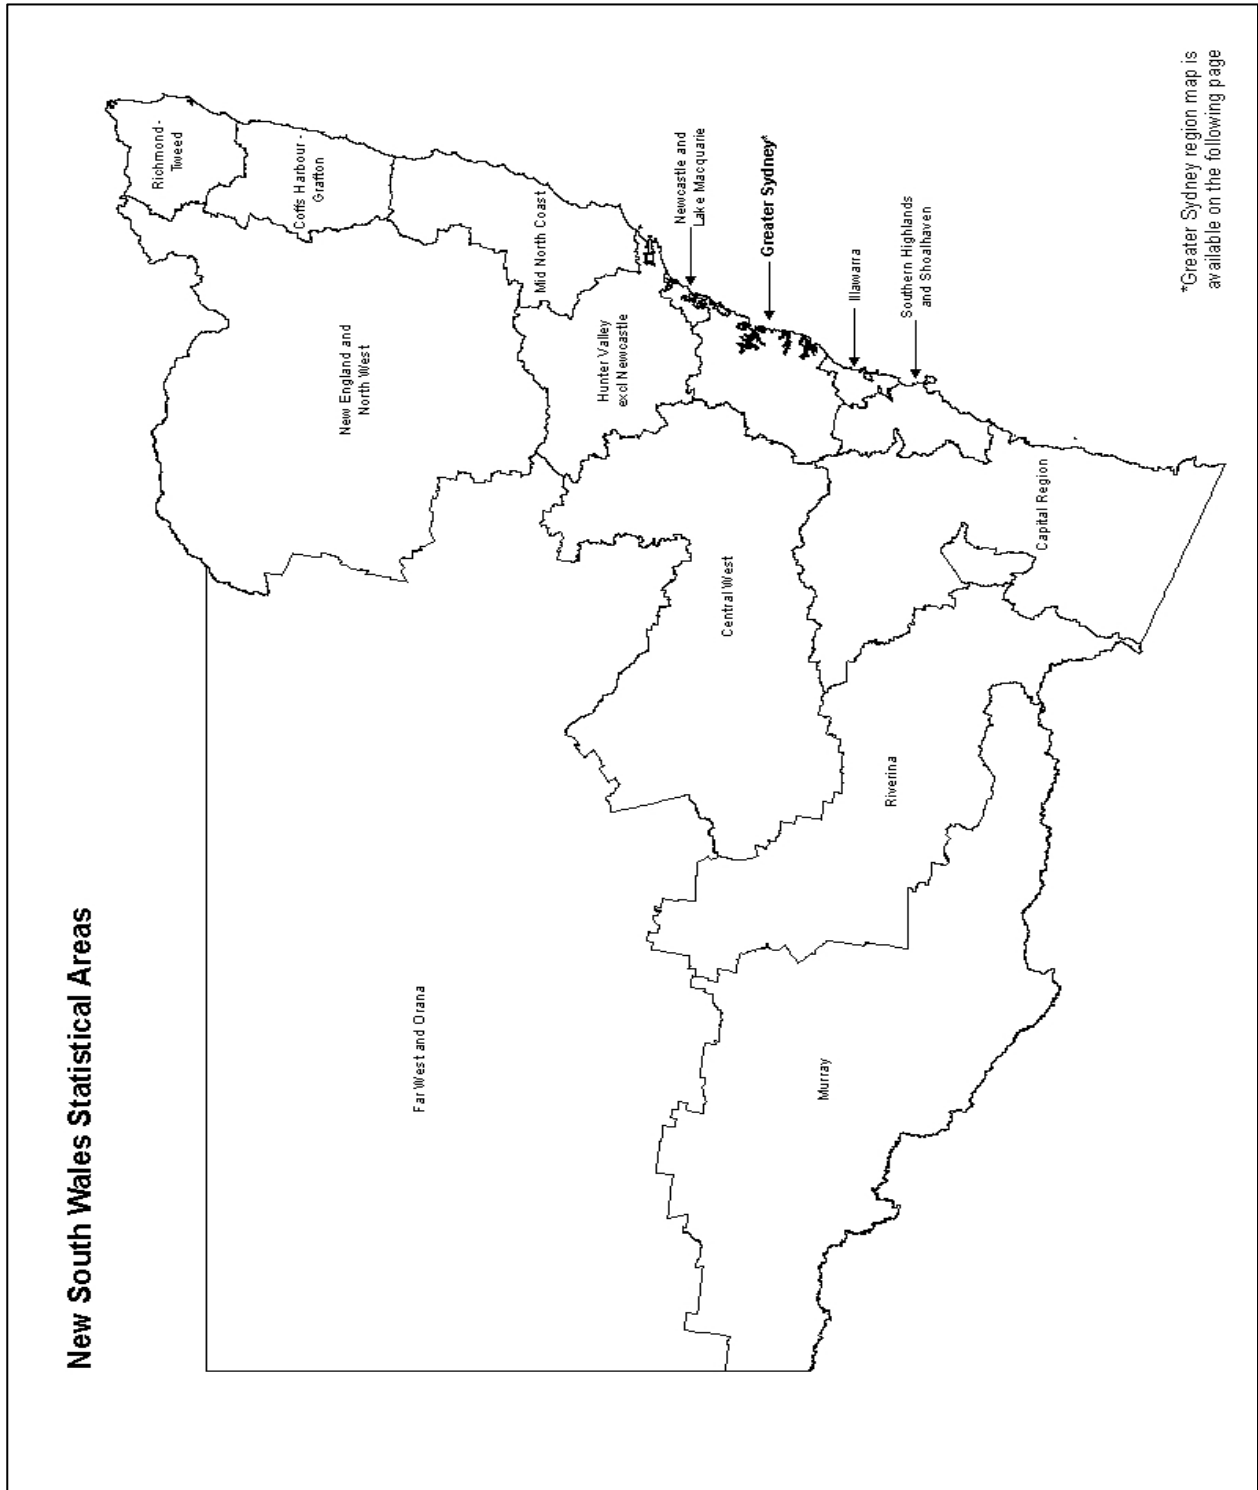 New South Wales Statistical Areas
Richmond -
Tweed
Coffs Harbour -
Grafton
New England and
North West
Mid North Coast
Far West and Orana
Hunter Valley
excl Newcastle
Newcastle and
Lake Macquarie
Central West
Greater Sydney*
Murray
Riverina
Illawarra
Southern Highlands
and Shoalhaven
Capital Region
*Greater Sydney region map is
available on the following page